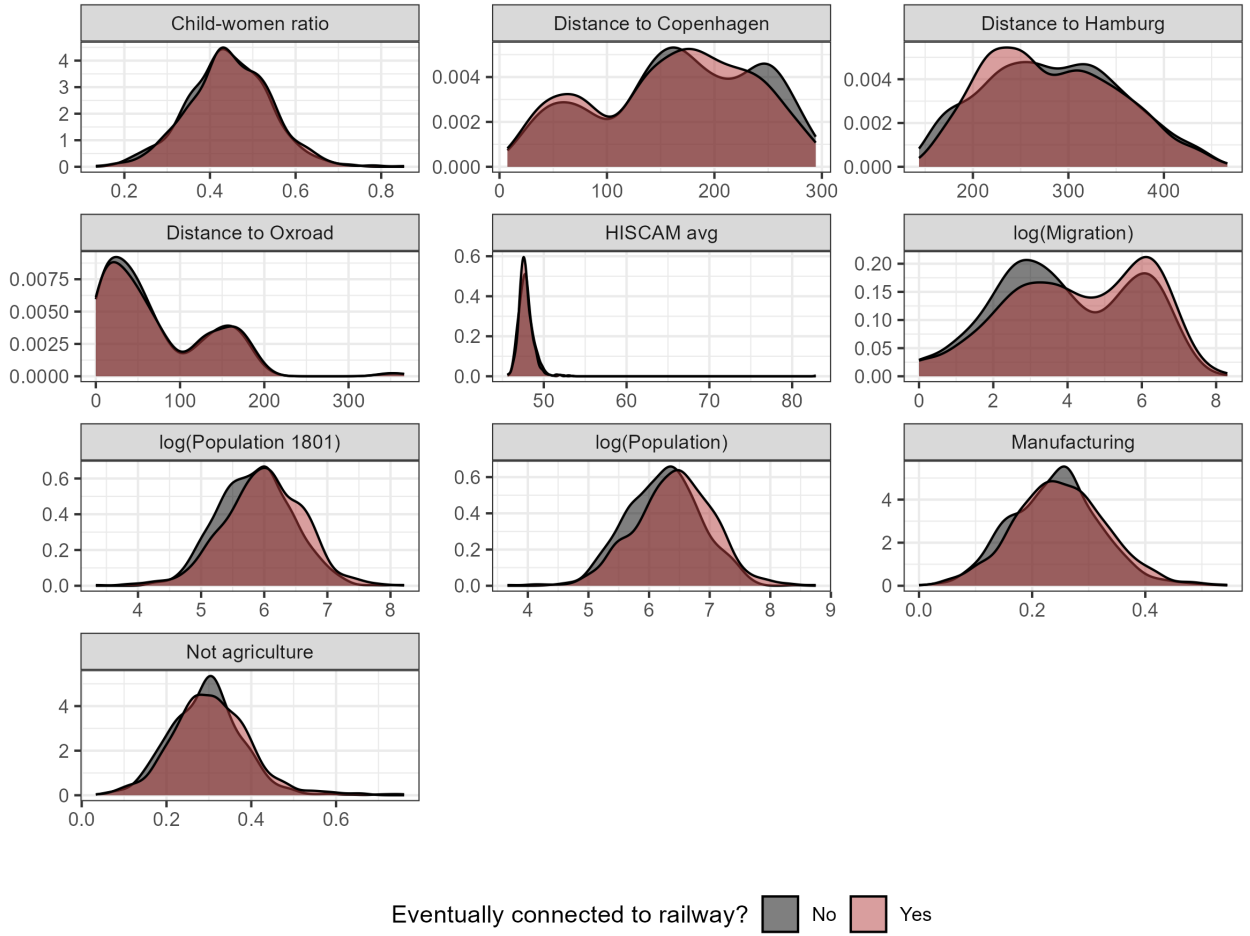 Child-women ratio
Distance to Copenhagen
Distance to Hamburg
4
3
2
1
0
0.2 0.4 0.6 0.8
0.004
0.002
0.000
0 100 200 300
0.004
0.002
0.000
200 300 400
Distance to Oxroad
HISCAM avg
log(Migration)
0.0075
0.0050
0.0025
0.0000
0 100 200 300
0.6
0.4
0.2
0.0
50 60 70 80
0.20
0.15
0.10
0.05
0.00
0 2 4 6 8
log(Population 1801)
log(Population)
Manufacturing
0.6
0.4
0.2
0.0
4 5 6 7 8
0.6
0.4
0.2
0.0
4 5 6 7 8 9
4
2
0
0.0 0.2 0.4
Not agriculture
4
2
0
0.0 0.2 0.4 0.6
Eventually connected to railway? No Yes